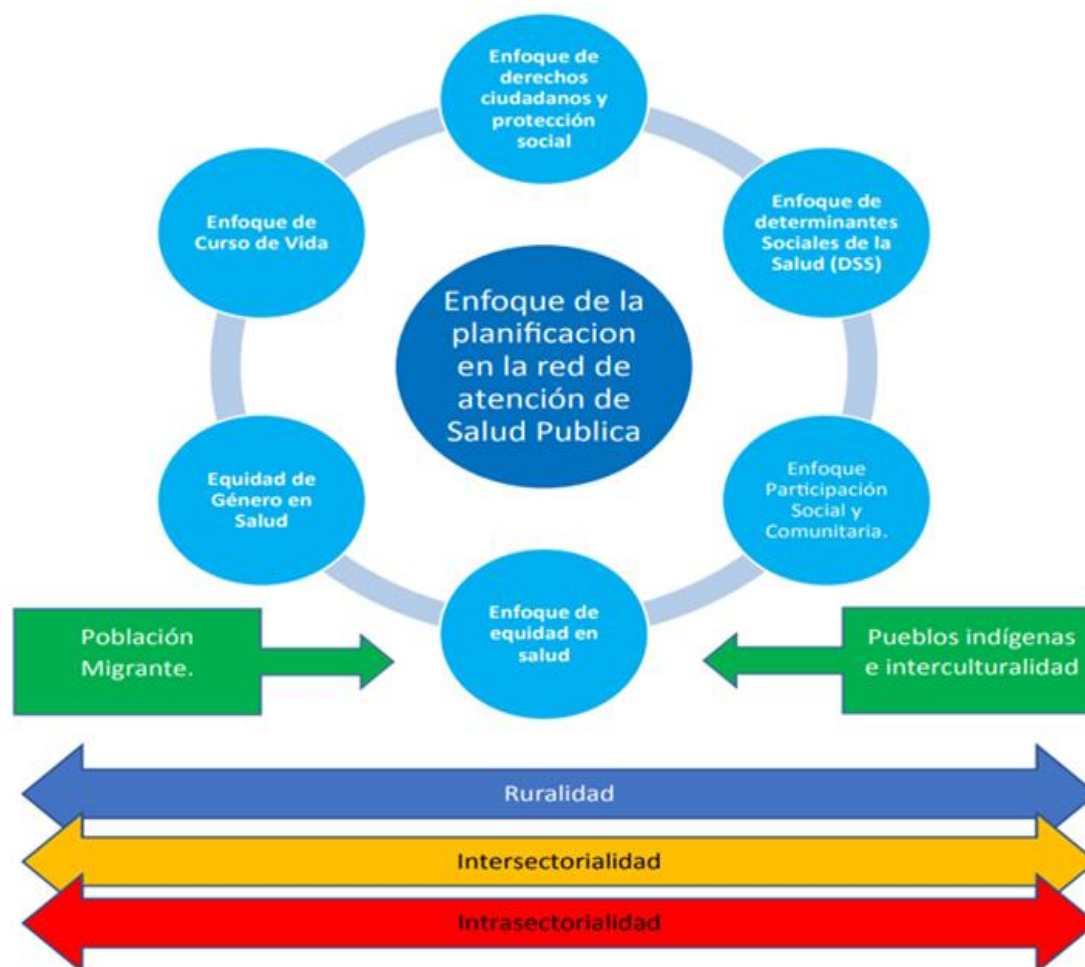 Enfoque de
derechos
ciudadanos y
protección
social
Enfoque de
determinantes
Sociales de la
Salud (DSS)
Enfoque
Participación
Social y
Comunitaria.
Enfoque de
equidad en
salud
Equidad de
Género en
Salud
Enfoque de
Curso de Vida
Enfoque de la
planificacion
en la red de
atención de
Salud Publica
Población
Migrante.
Pueblos indígenas
e interculturalidad
Ruralidad
Intersectorialidad
Intrasectorialidad